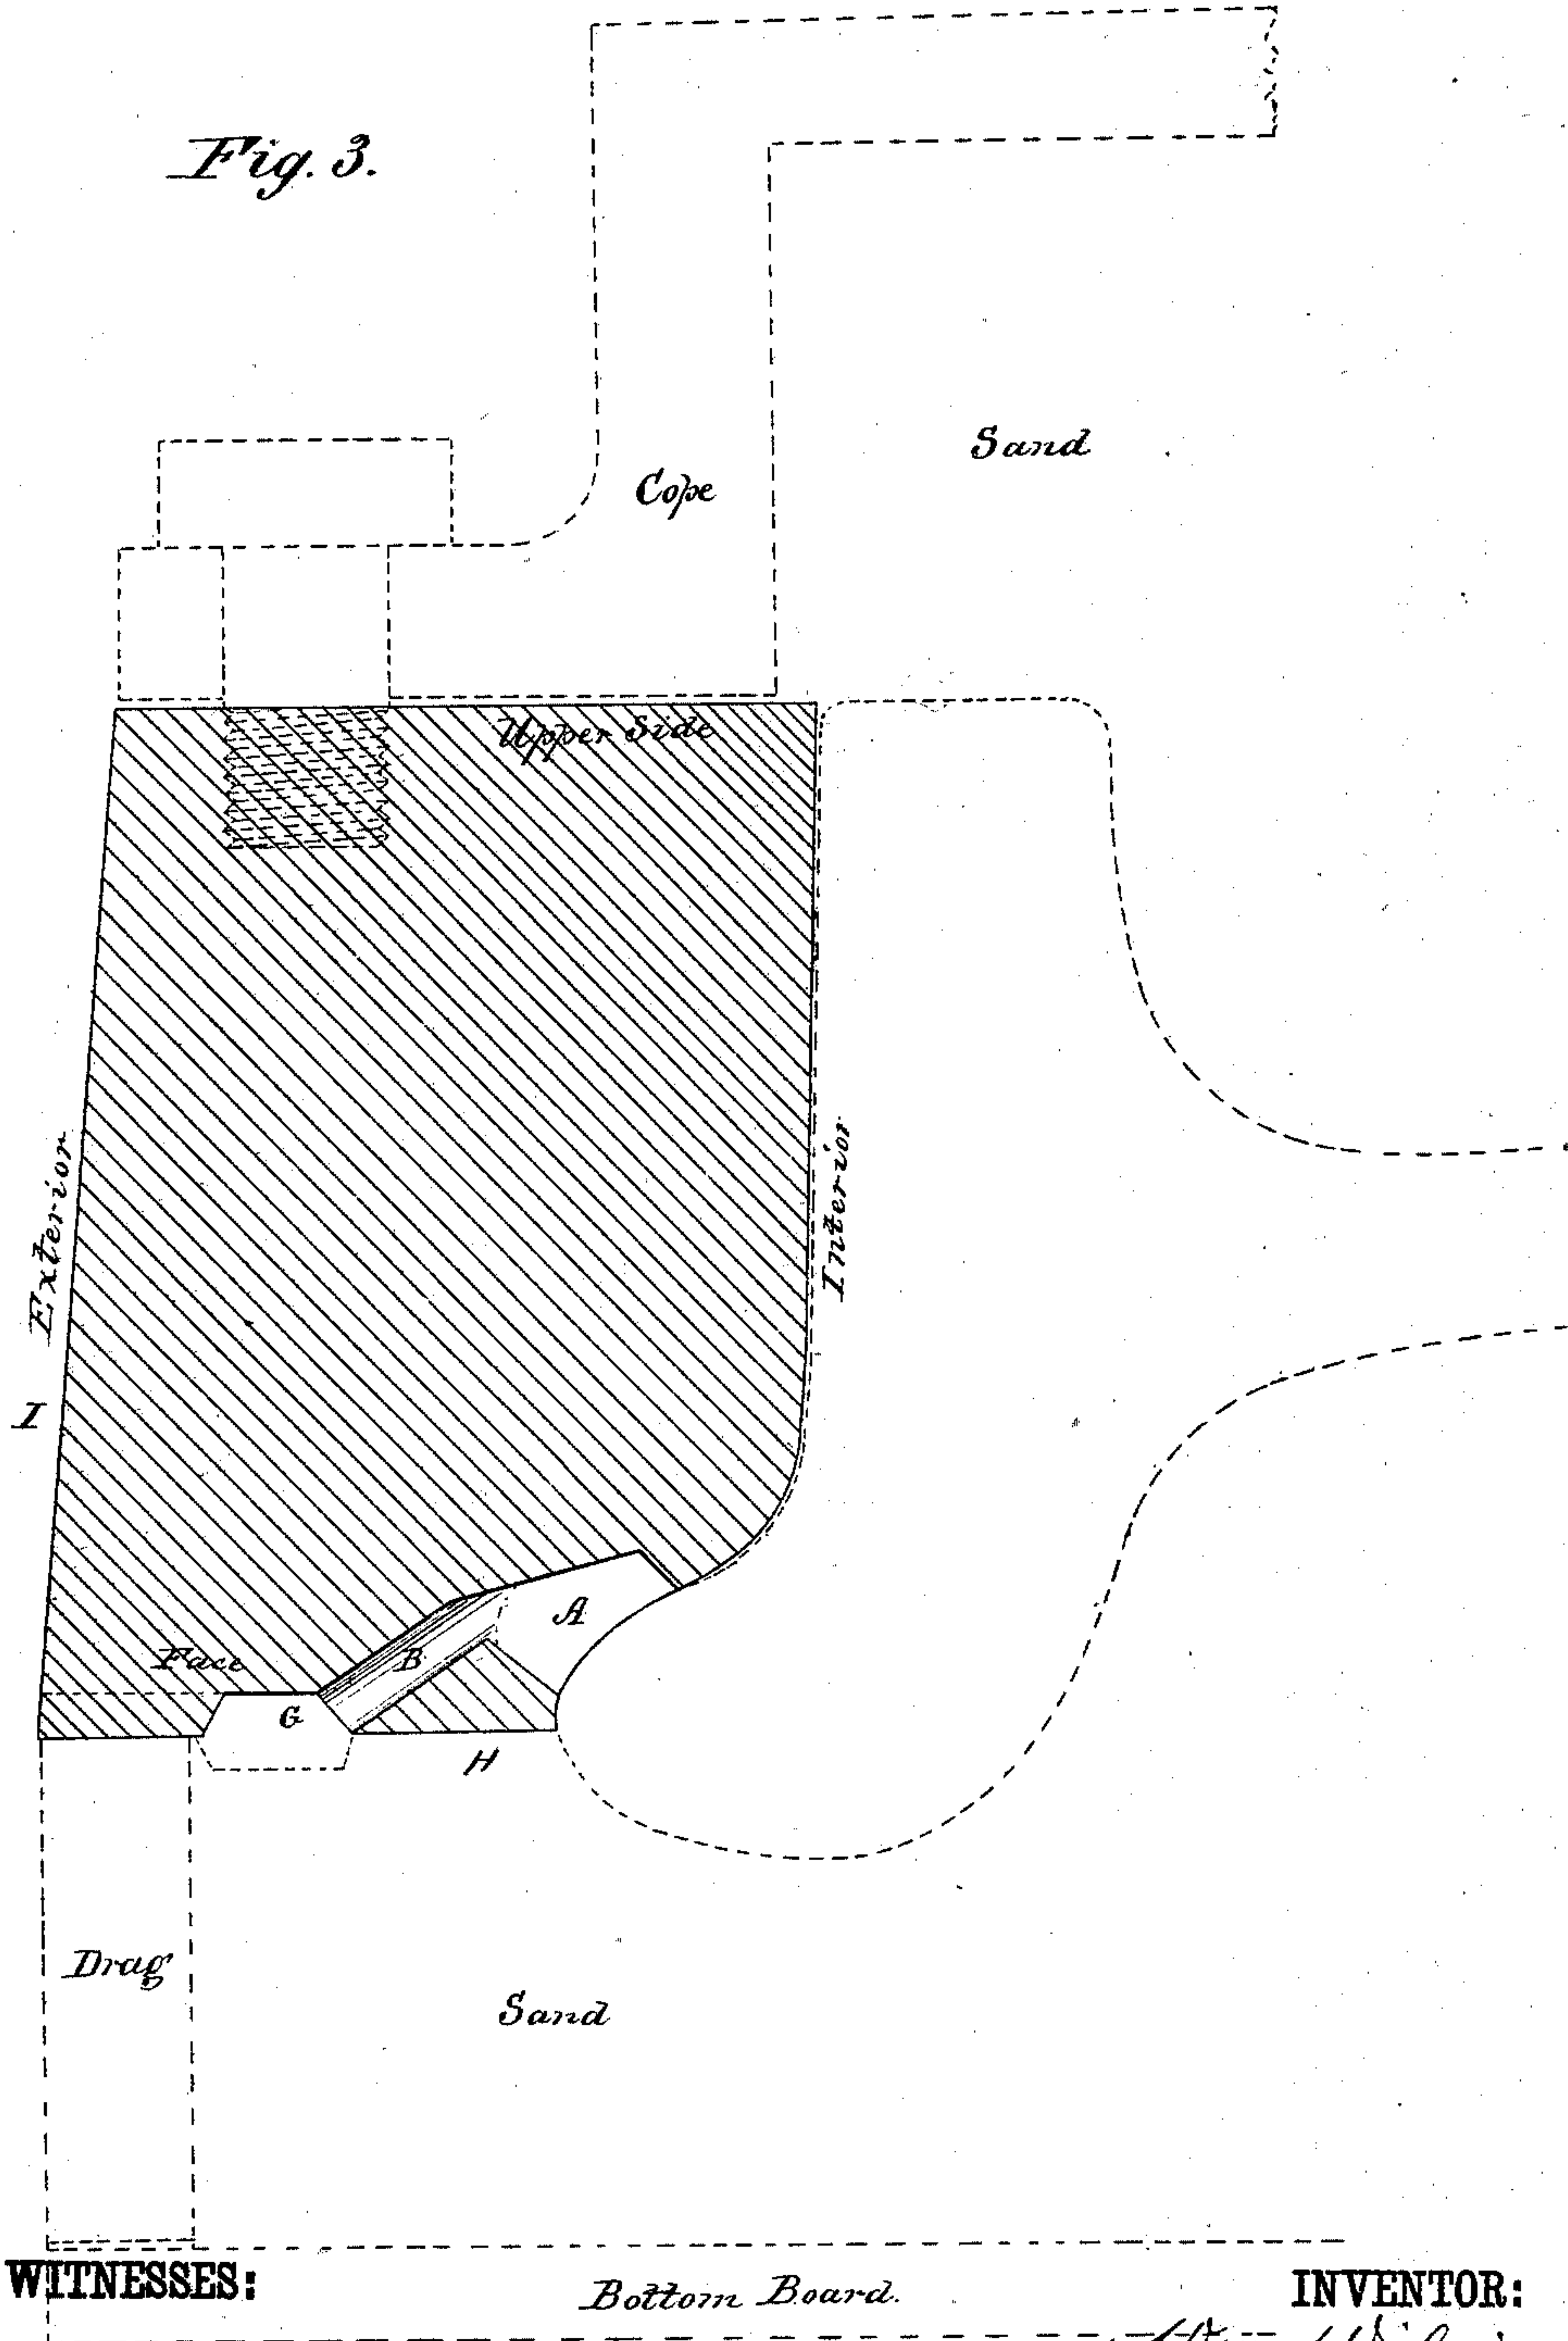 Fig. 3.
Sand
Cope
Upper Side
Exterior
Interior
I
A
Face
B
G
H
Drag
Sand
WITNESSES:
Bottom Board.
INVENTOR: